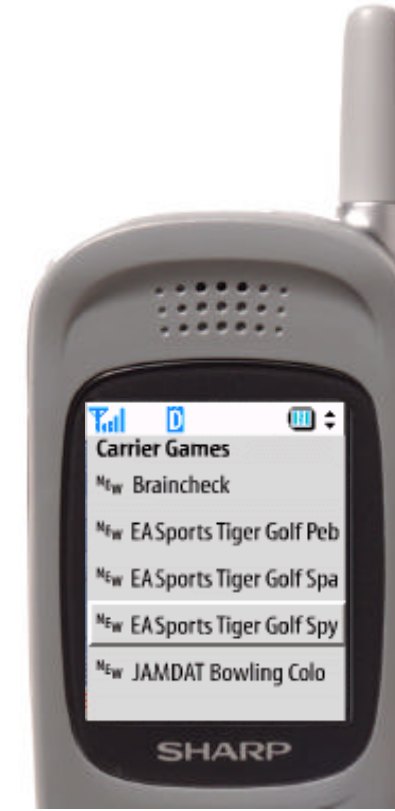 D
Carrier Games
NEW Braincheck
NEW EA Sports Tiger Golf Peb
NEW EA Sports Tiger Golf Spa
NEW EA Sports Tiger Golf Spy
NEW JAMDAT Bowling Colo
SHARP